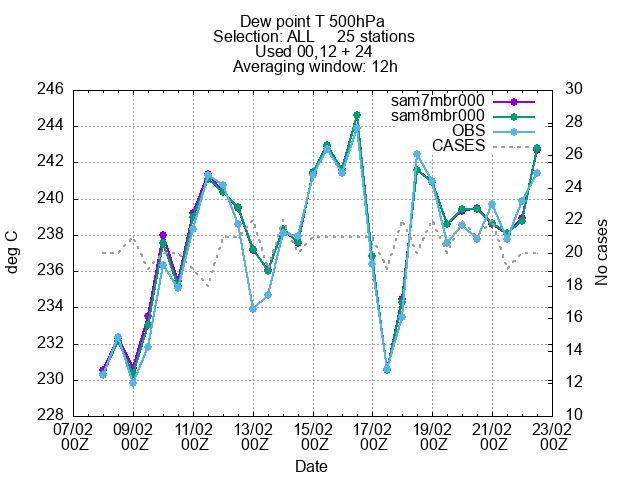 Dew point T 500hPa
Selection: ALL 25 stations
Used 00,12 + 24
Averaging window: 12h
sam7mbr000
sam8mbr000
OBS
CASES
246
244
242
240
238
236
234
232
230
228
deg C
30
28
26
24
22
20
18
16
14
12
10
No cases
07/02 09/02 11/02 13/02 15/02 17/02 19/02 21/02 23/02
00Z 00Z 00Z 00Z 00Z 00Z 00Z 00Z 00Z
Date